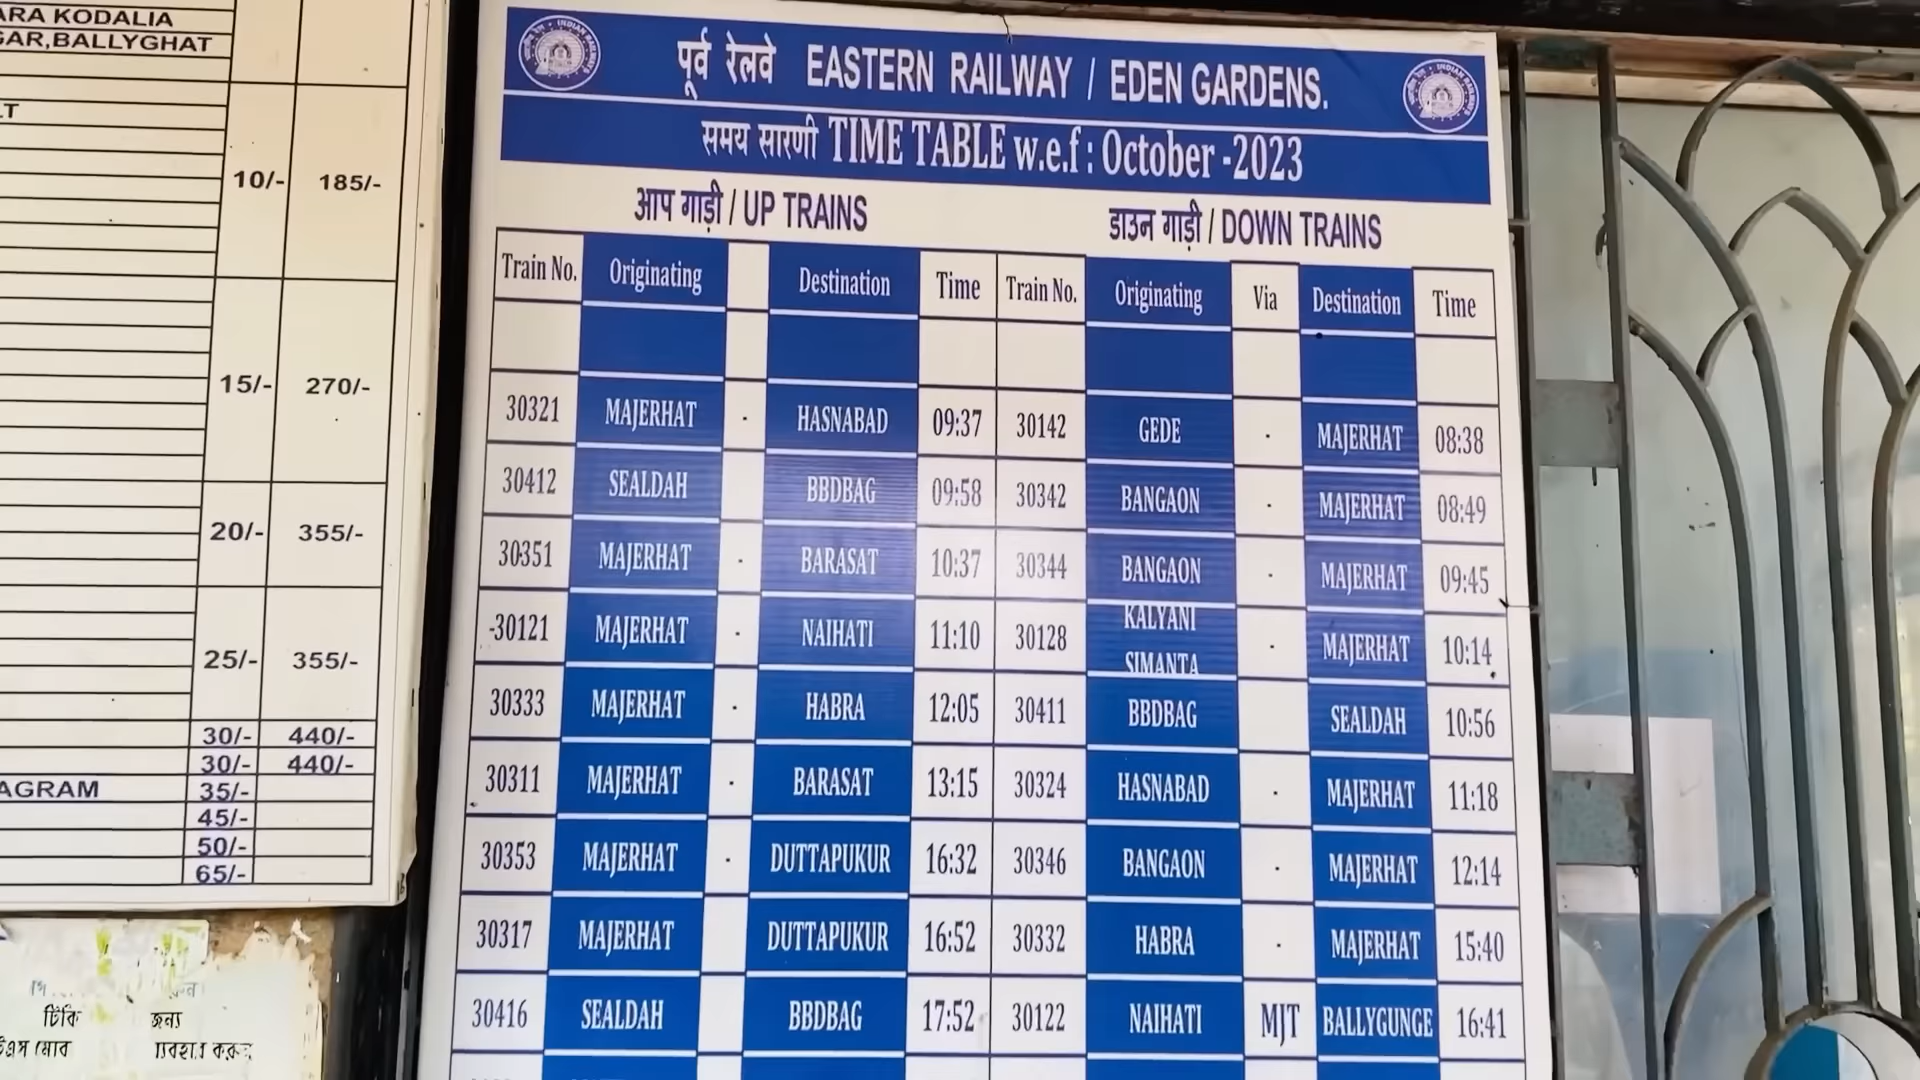 ARA KODALIA
GAR,BALLYGHAT
LT
10/- 185/-
15/- 270/-
20/- 355/-
25/- 355/-
30/- 440/-
30/- 440/-
AGRAM 35/-
45/-
50/-
65/-
टिकि জন্য
ব্যবহার করুন
पूर्व रेलवे EASTERN RAILWAY / EDEN GARDENS.
समय सारणी TIME TABLE w.e.f : October -2023
आप गाड़ी / UP TRAINS डाउन गाड़ी / DOWN TRAINS
Train No. Originating Destination Time Train No. Originating Via Destination Time
30321 MAJERHAT . HASNABAD 09:37 30142 GEDE . MAJERHAT 08:38
30412 SEALDAH BBDBAG 09:58 30342 BANGAON . MAJERHAT 08:49
30351 MAJERHAT . BARASAT 10:37 30344 BANGAON . MAJERHAT 09:45
-30121 MAJERHAT . NAIHATI 11:10 30128 KALYANI SIMANTA . MAJERHAT 10:14
30333 MAJERHAT . HABRA 12:05 30411 BBDBAG SEALDAH 10:56
30311 MAJERHAT . BARASAT 13:15 30324 HASNABAD . MAJERHAT 11:18
30353 MAJERHAT . DUTTAPUKUR 16:32 30346 BANGAON . MAJERHAT 12:14
30317 MAJERHAT DUTTAPUKUR 16:52 30332 HABRA . MAJERHAT 15:40
30416 SEALDAH BBDBAG 17:52 30122 NAIHATI MJT BALLYGUNGE 16:41